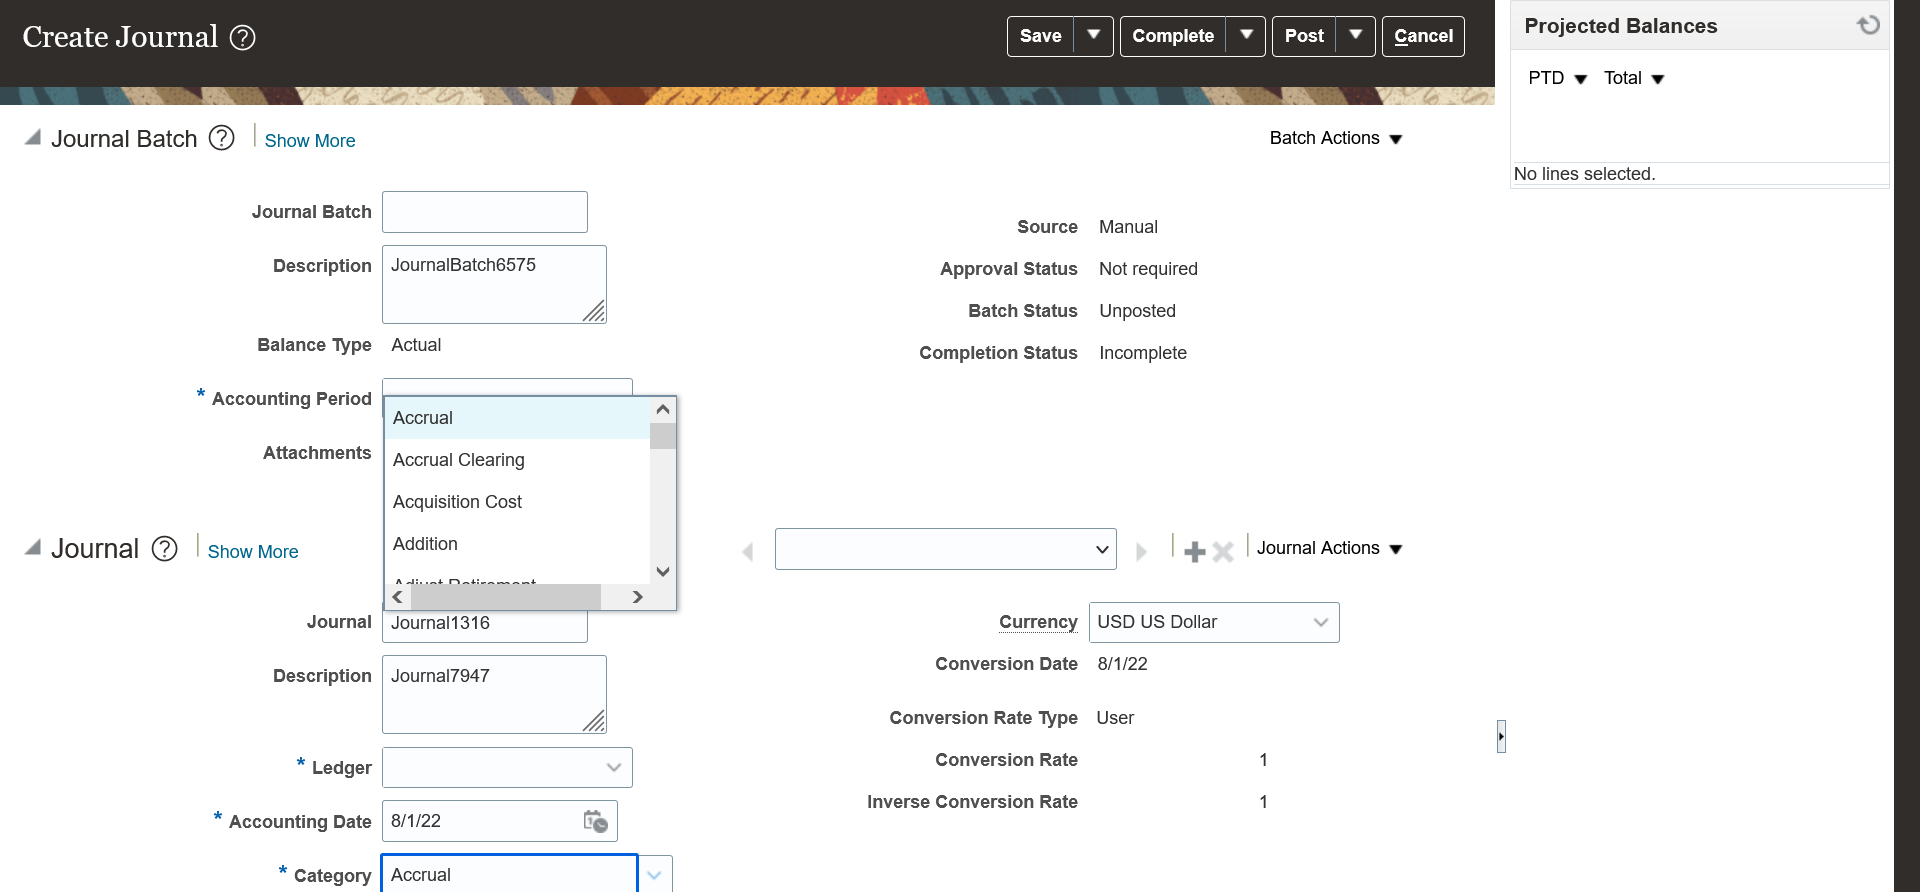 Create Journal
Save
Complete
Post
Cancel
Projected Balances
PTD
Total
No lines selected.
Journal Batch
Show More
Batch Actions
Journal Batch
Description
JournalBatch6575
Balance Type
Actual
* Accounting Period
Attachments
Source
Manual
Approval Status
Not required
Batch Status
Unposted
Completion Status
Incomplete
Accrual
Accrual Clearing
Acquisition Cost
Addition
Adjust Retirement
Journal
Show More
Journal Actions
Journal
Journal1316
Description
Journal7947
* Ledger
* Accounting Date
8/1/22
* Category
Accrual
Currency
USD US Dollar
Conversion Date
8/1/22
Conversion Rate Type
User
Conversion Rate
1
Inverse Conversion Rate
1